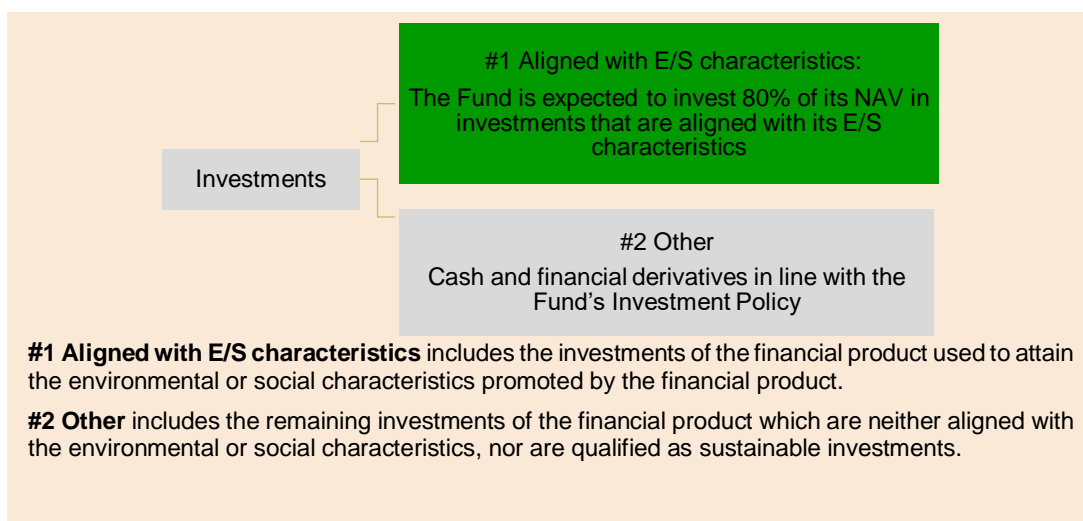 #1 Aligned with E/S characteristics:
The Fund is expected to invest 80% of its NAV in
investments that are aligned with its E/S
characteristics
Investments
#2 Other
Cash and financial derivatives in line with the
Fund's Investment Policy
#1 Aligned with E/S characteristics includes the investments of the financial product used to attain
the environmental or social characteristics promoted by the financial product.
#2 Other includes the remaining investments of the financial product which are neither aligned with
the environmental or social characteristics, nor are qualified as sustainable investments.